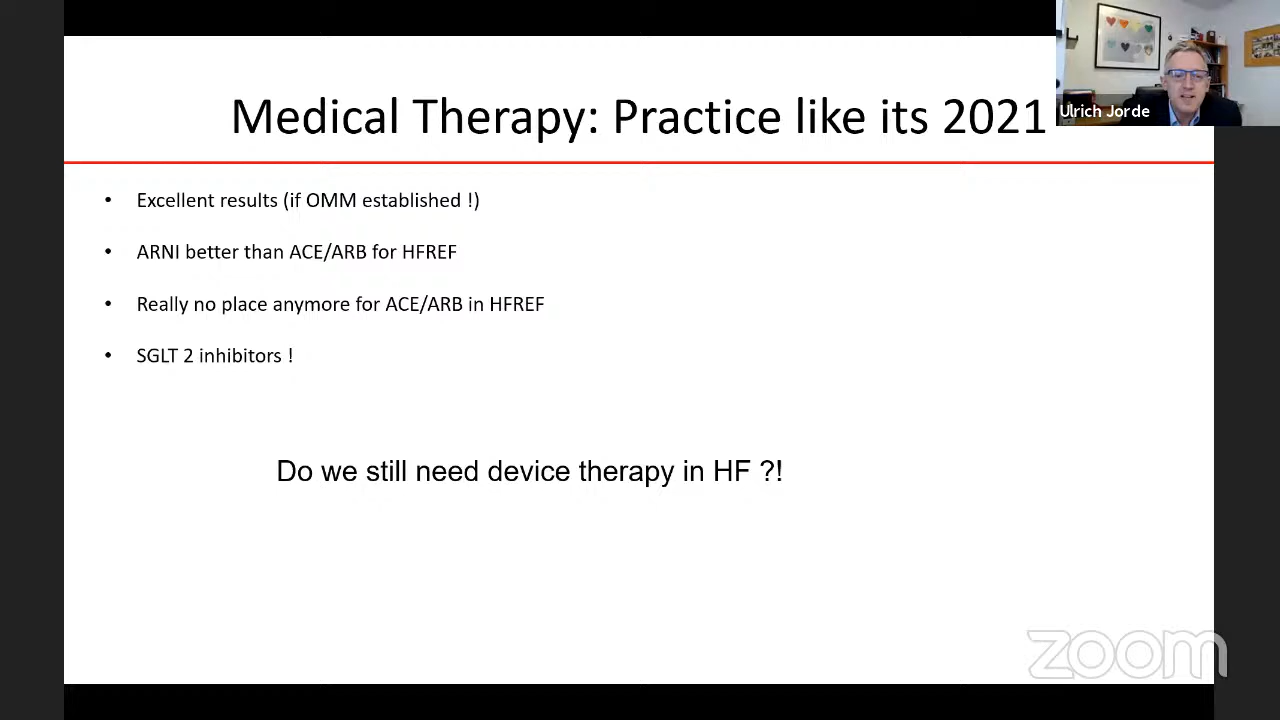 Medical Therapy: Practice like its 2021
Ulrich Jorde
• Excellent results (if OMM established !)
• ARNI better than ACE/ARB for HFREF
• Really no place anymore for ACE/ARB in HFREF
• SGLT 2 inhibitors !
Do we still need device therapy in HF ?!
zoom